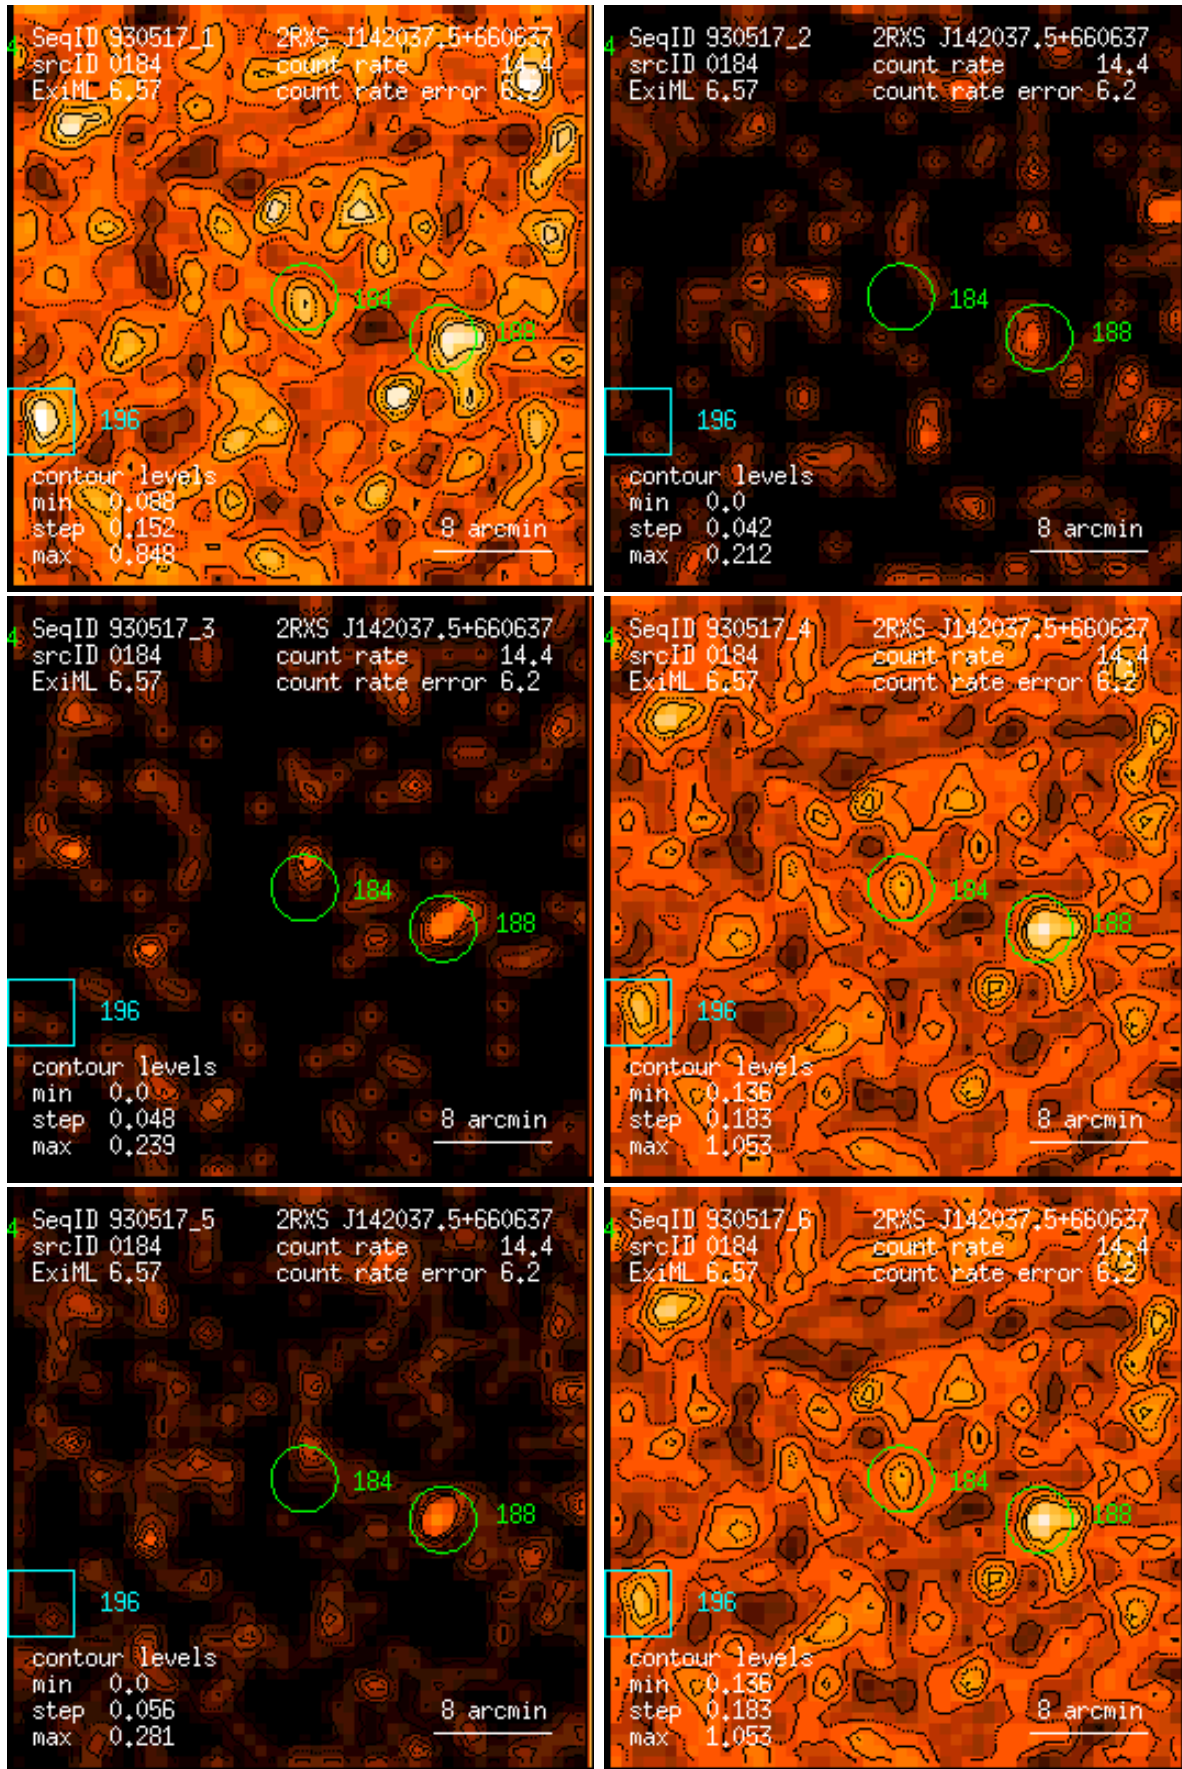 4 SeqID 930517_1 2RXS J142037.5+660637
srcID 0184 count rate 14.4
ExiML 6.57 count rate error 6.2
184
188
196
contour levels
min 0.088
step 0.152 8 arcmin
max 0.848
4 SeqID 930517_2 2RXS J142037.5+660637
srcID 0184 count rate 14.4
ExiML 6.57 count rate error 6.2
184
188
196
contour levels
min 0.0
step 0.042 8 arcmin
max 0.212
4 SeqID 930517_3 2RXS J142037.5+660637
srcID 0184 count rate 14.4
ExiML 6.57 count rate error 6.2
184
188
196
contour levels
min 0.0
step 0.048 8 arcmin
max 0.239
4 SeqID 930517_4 2RXS J142037.5+660637
srcID 0184 count rate 14.4
ExiML 6.57 count rate error 6.2
184
188
196
contour levels
min 0.136
step 0.183 8 arcmin
max 1.053
4 SeqID 930517_5 2RXS J142037.5+660637
srcID 0184 count rate 14.4
ExiML 6.57 count rate error 6.2
184
188
196
contour levels
min 0.0
step 0.056 8 arcmin
max 0.281
4 SeqID 930517_6 2RXS J142037.5+660637
srcID 0184 count rate 14.4
ExiML 6.57 count rate error 6.2
184
188
196
contour levels
min 0.136
step 0.183 8 arcmin
max 1.053